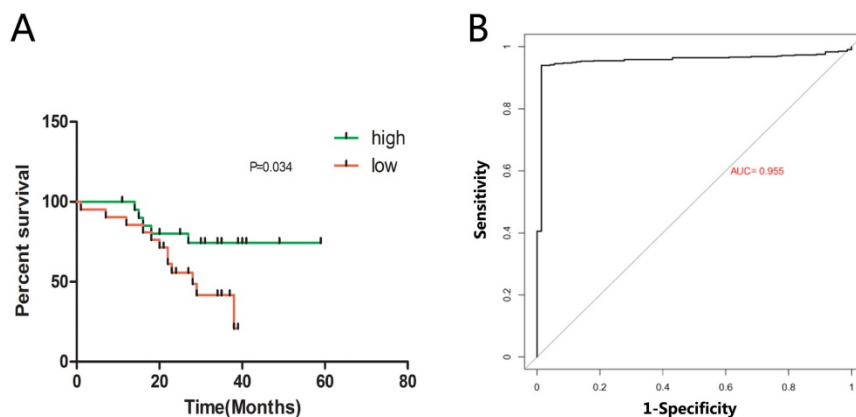 A
150
100
50
0
Percent survival
0 20 40 60 80
Time(Months)
P=0.034
high
low
B
1
0.8
0.6
0.4
0.2
0
Sensitivity
AUC= 0.955
0 0.2 0.4 0.6 0.8 1
1-Specificity